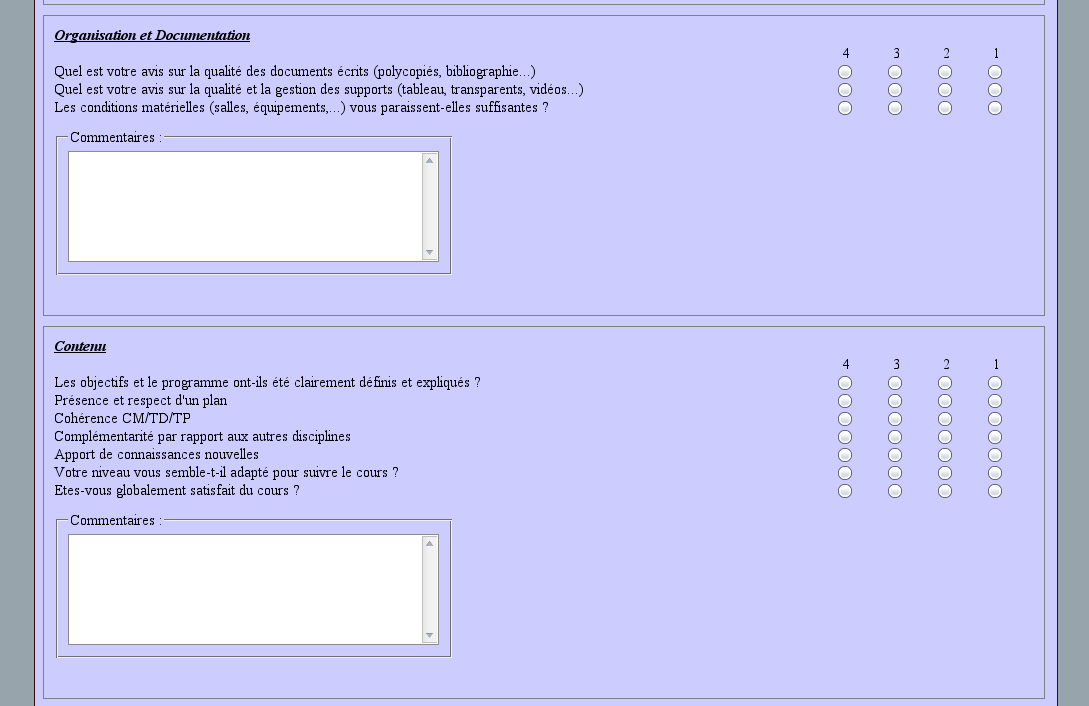 Organisation et Documentation
4 3 2 1
Quel est votre avis sur la qualité des documents écrits (polycopiés, bibliographie...)
Quel est votre avis sur la qualité et la gestion des supports (tableau, transparents, vidéos...)
Les conditions matérielles (salles, équipements,...) vous paraissent-elles suffisantes ?
Commentaires :
Contenu
4 3 2 1
Les objectifs et le programme ont-ils été clairement définis et expliqués ?
Présence et respect d'un plan
Cohérence CM/TD/TP
Complémentarité par rapport aux autres disciplines
Apport de connaissances nouvelles
Votre niveau vous semble-t-il adapté pour suivre le cours ?
Etes-vous globalement satisfait du cours ?
Commentaires :